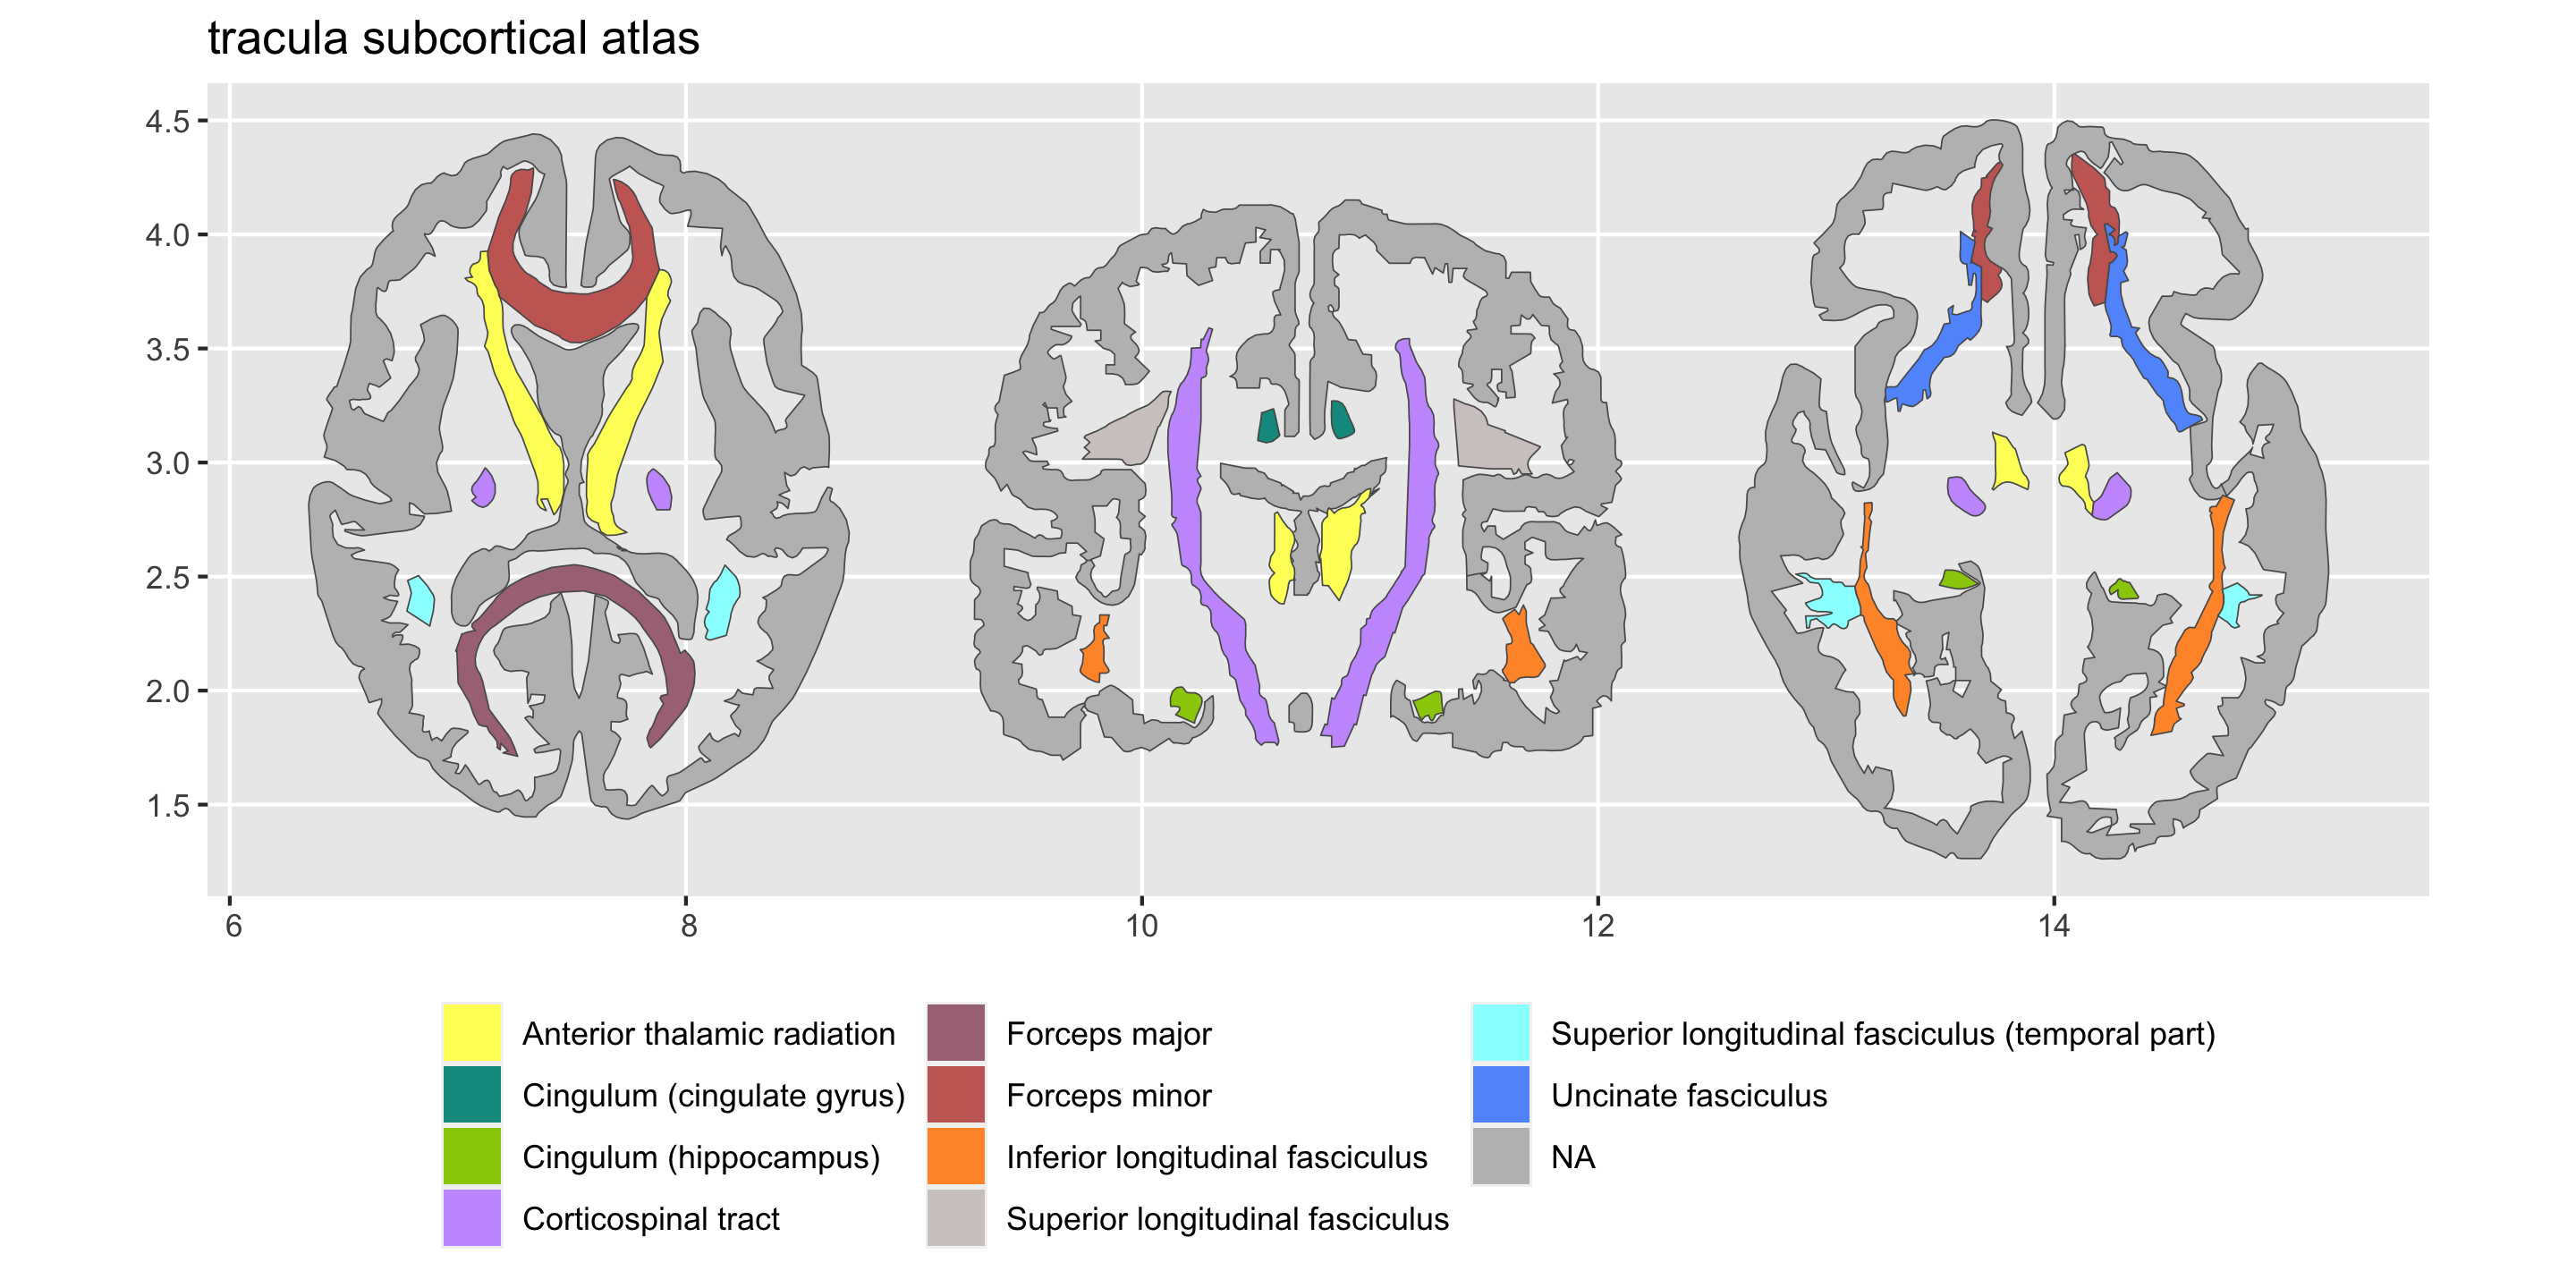 tracula subcortical atlas
4.5
4.0
3.5
3.0
2.5
2.0
1.5
6 8 10 12 14
Anterior thalamic radiation
Cingulum (cingulate gyrus)
Cingulum (hippocampus)
Corticospinal tract
Forceps major
Forceps minor
Inferior longitudinal fasciculus
Superior longitudinal fasciculus
Superior longitudinal fasciculus (temporal part)
Uncinate fasciculus
NA